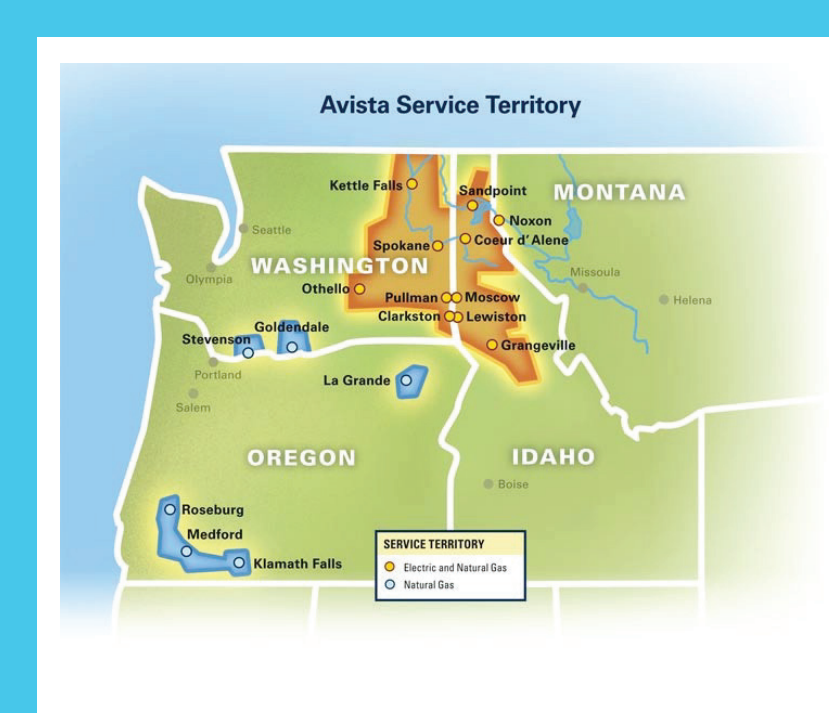 Avista Service Territory
Kettle Falls
Sandpoint
MONTANA
Noxon
Seattle
Spokane
Coeur d'Alene
WASHINGTON
Olympia
Missoula
Othello
Pullman
Moscow
Helena
Clarkston
Lewiston
Goldendale
Stevenson
Grangeville
Portland
La Grande
Salem
OREGON
IDAHO
Boise
Roseburg
Medford
Klamath Falls
SERVICE TERRITORY
Electric and Natural Gas
Natural Gas